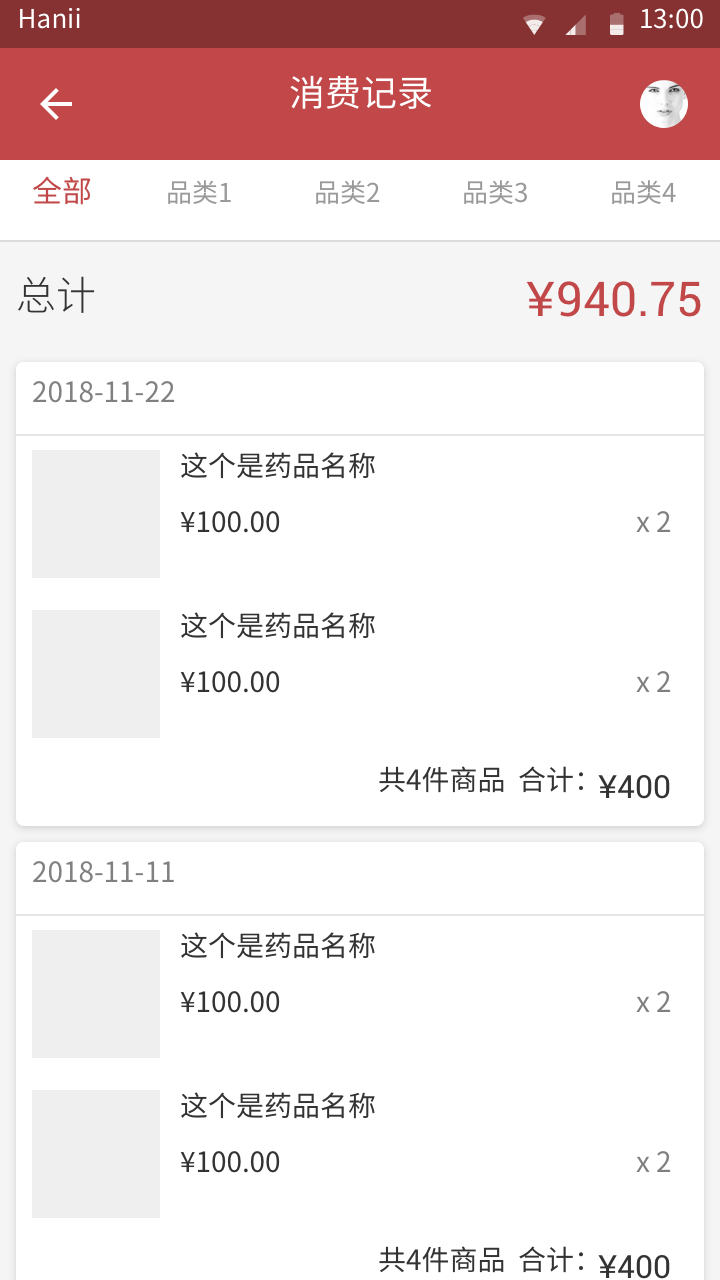 Hanii 13:00
消费记录
全部 品类1 品类2 品类3 品类4
总计 ¥940.75
2018-11-22
这个是药品名称
¥100.00 x 2
这个是药品名称
¥100.00 x 2
共4件商品 合计：¥400
2018-11-11
这个是药品名称
¥100.00 x 2
这个是药品名称
¥100.00 x 2
共4件商品 合计：¥400